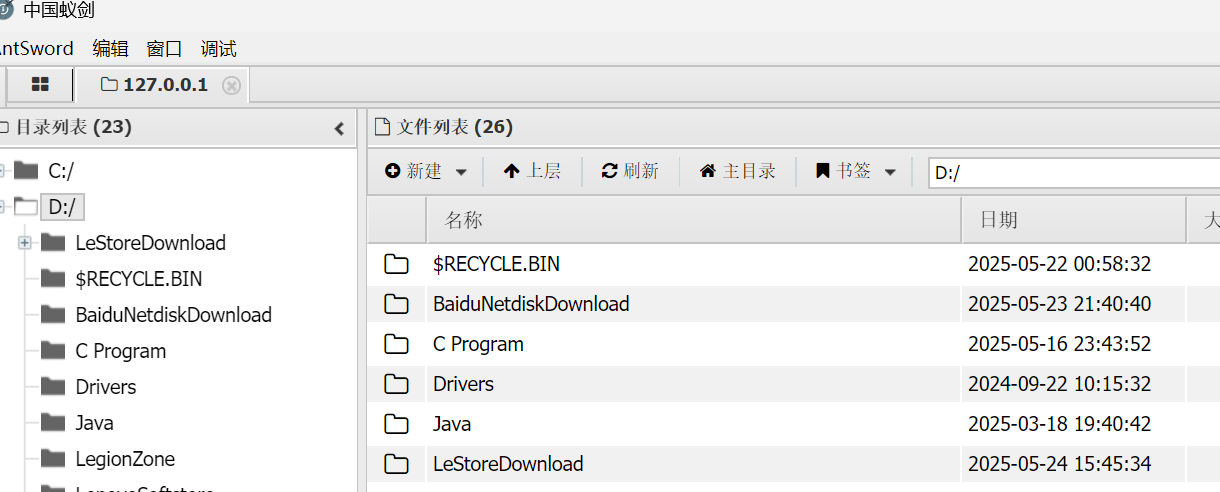 中国蚁剑
AntSword 编辑 窗口 调试
127.0.0.1
目录列表 (23)
C:/
D:/
LeStoreDownload
$RECYCLE.BIN
BaiduNetdiskDownload
C Program
Drivers
Java
LegionZone
LenovoSoftstore
文件列表 (26)
新建 上层 刷新 主目录 书签 D:/
名称 日期 大
$RECYCLE.BIN 2025-05-22 00:58:32
BaiduNetdiskDownload 2025-05-23 21:40:40
C Program 2025-05-16 23:43:52
Drivers 2024-09-22 10:15:32
Java 2025-03-18 19:40:42
LeStoreDownload 2025-05-24 15:45:34